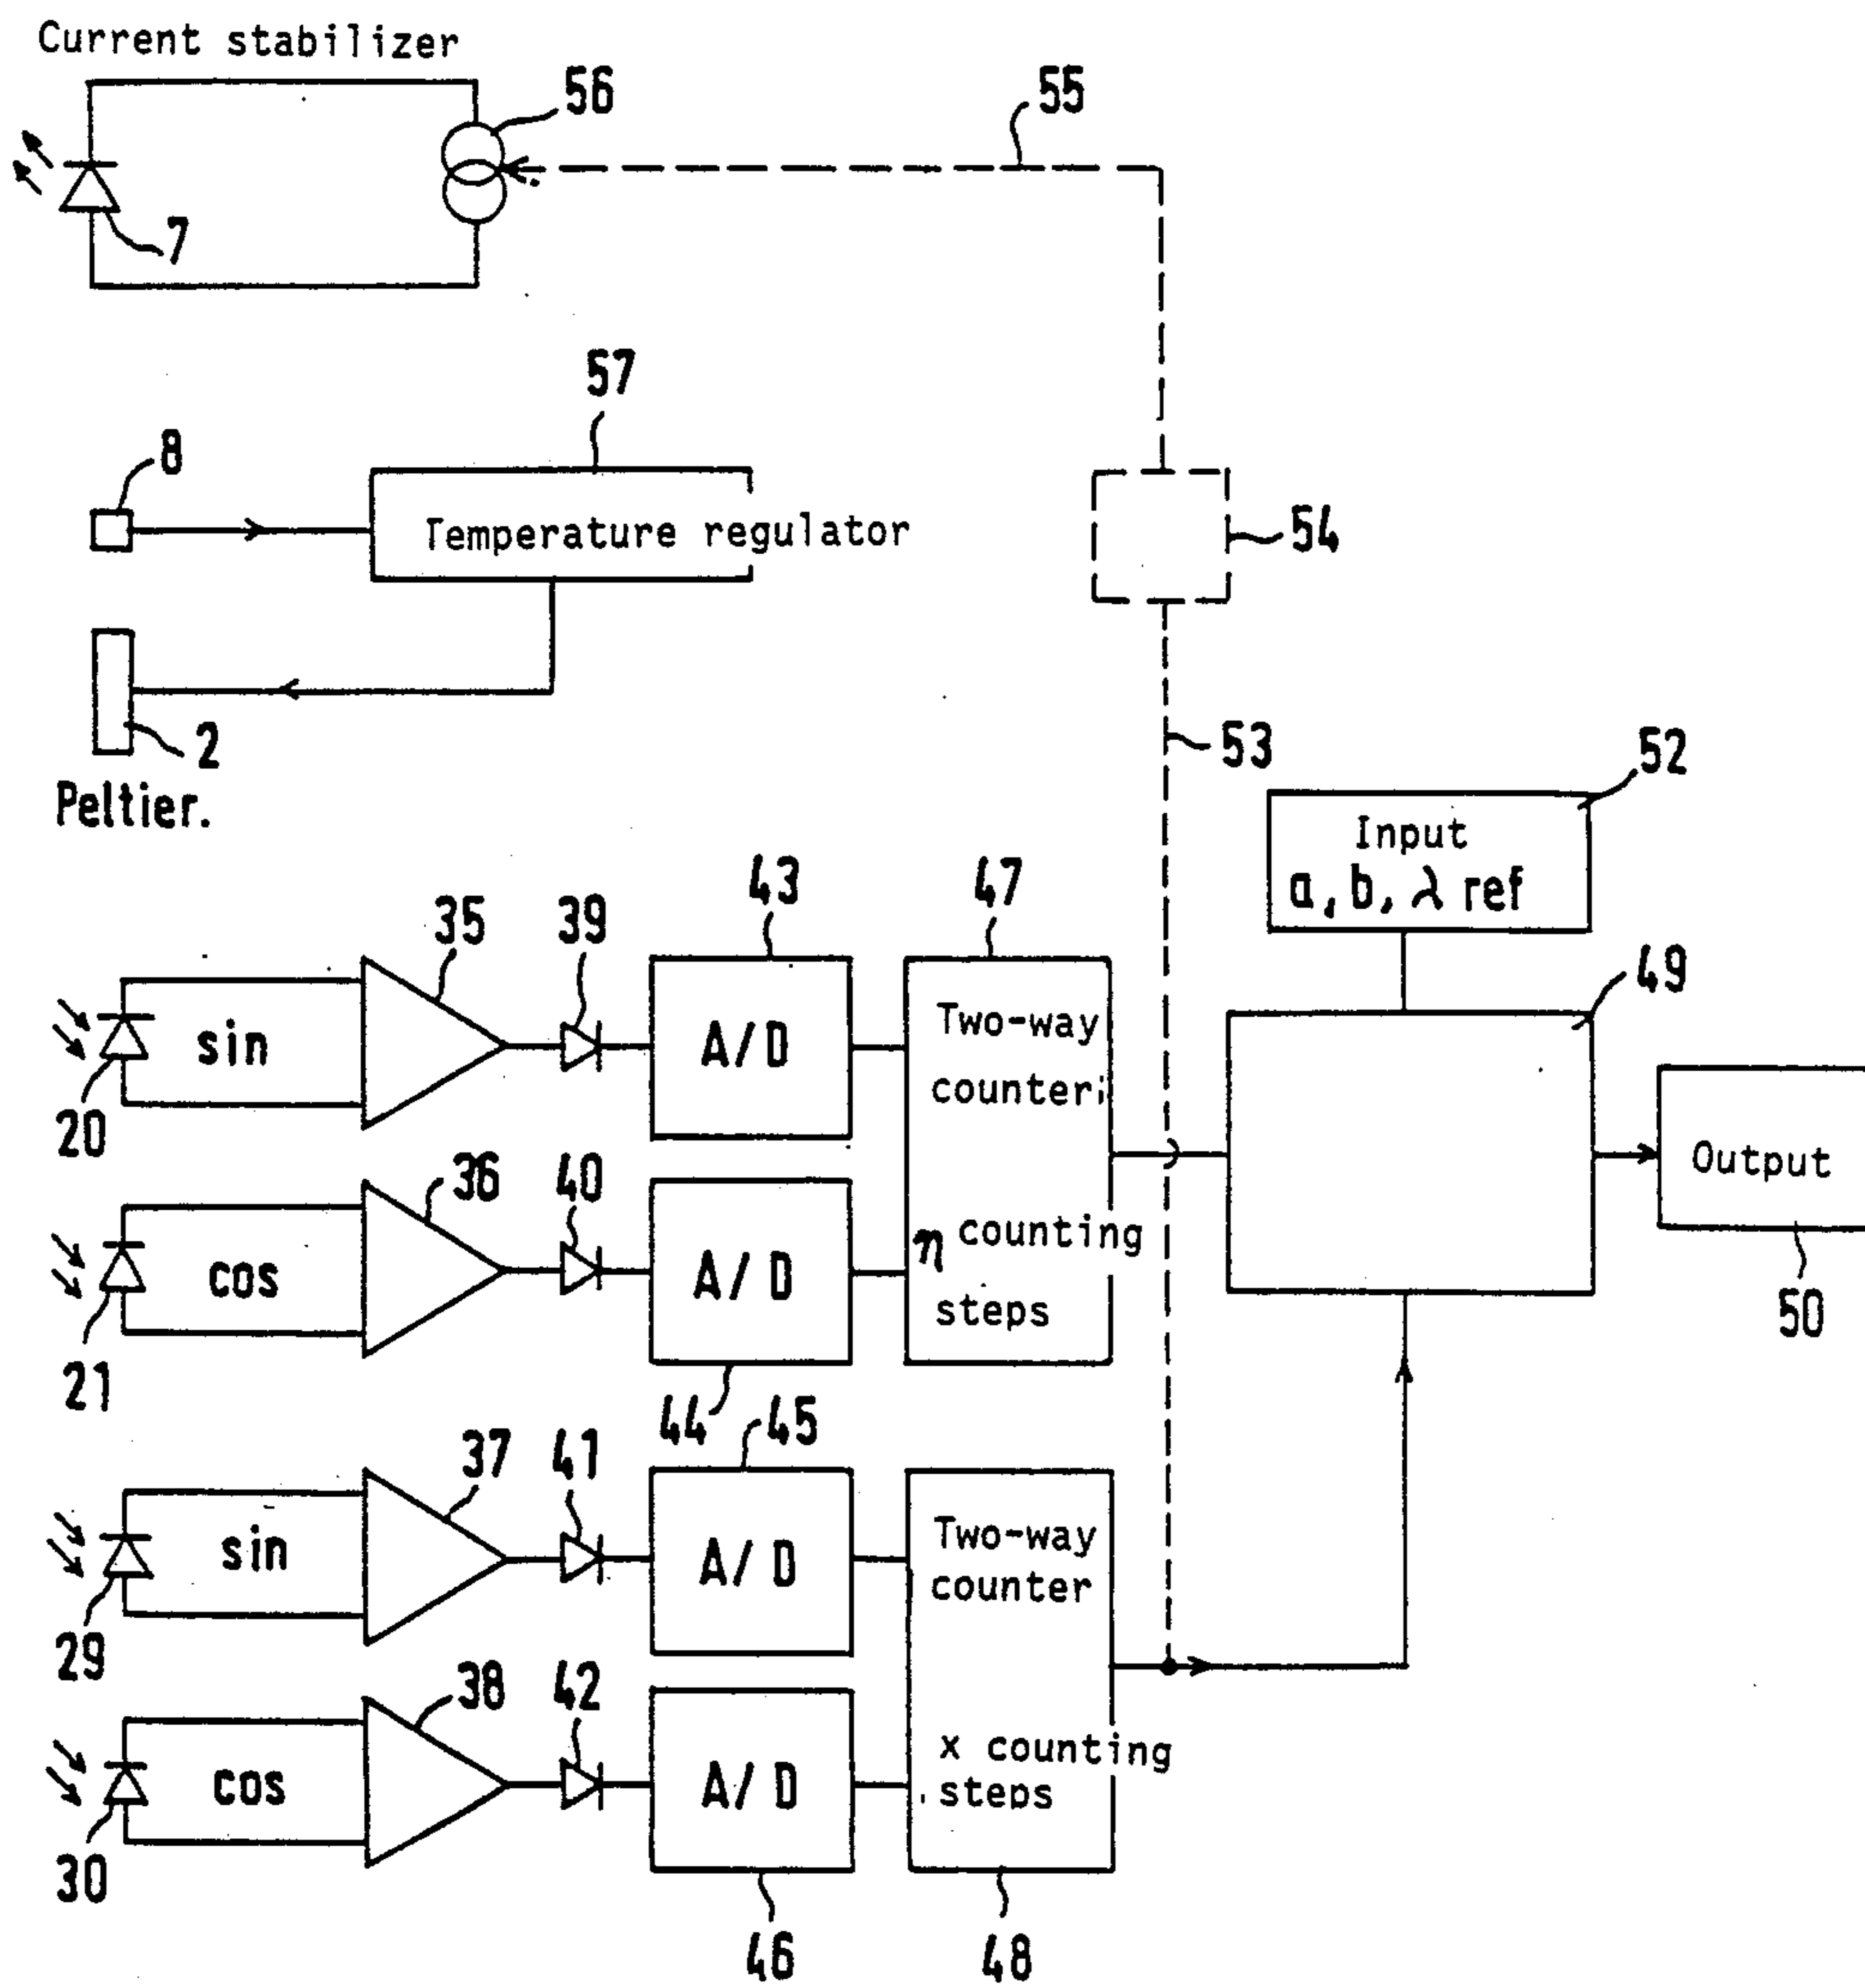 Current stabilizer
56
55
7
57
8
Temperature regulator
54
2
53
Peltier.
52
Input
a, b, λ ref
43
47
35
39
49
sin
A/D
Two-way
counter
20
Output
36
40
cos
A/D
η counting
steps
50
21
44
45
37
41
sin
A/D
Two-way
counter
29
38
42
cos
A/D
x counting
steps
30
46
48